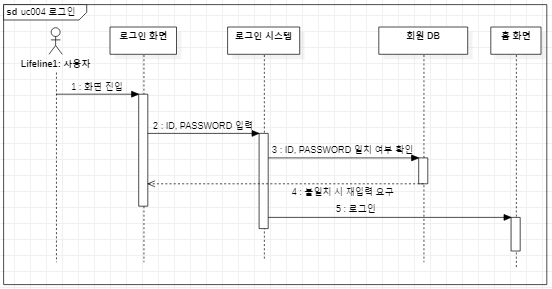 sd uc004 로그인
로그인 화면
로그인 시스템
회원 DB
홈 화면
Lifeline1: 사용자
1 : 화면 진입
2 : ID, PASSWORD 입력
3 : ID, PASSWORD 일치 여부 확인
4 : 불일치 시 재입력 요구
5 : 로그인